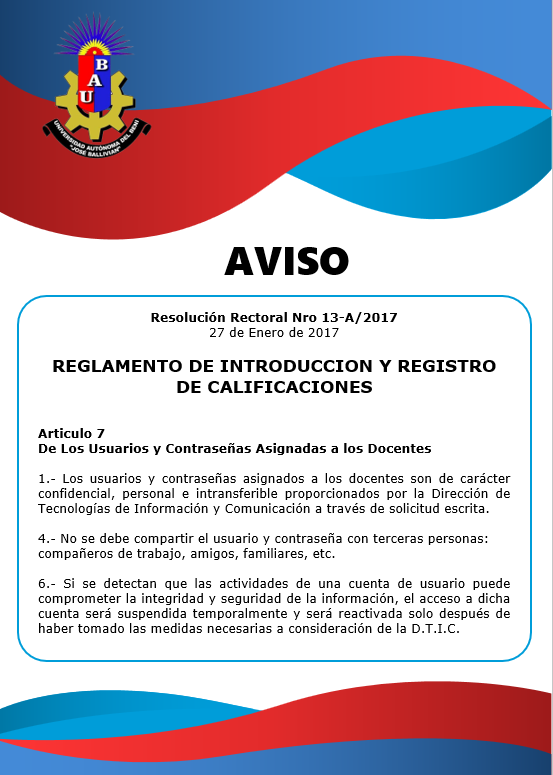 B
A
U
UNIVERSIDAD AUTÓNOMA DEL BENI
"JOSÉ BALLIVIÁN"
AVISO
Resolución Rectoral Nro 13-A/2017
27 de Enero de 2017
REGLAMENTO DE INTRODUCCION Y REGISTRO
DE CALIFICACIONES
Articulo 7
De Los Usuarios y Contraseñas Asignadas a los Docentes
1.- Los usuarios y contraseñas asignados a los docentes son de carácter
confidencial, personal e intransferible proporcionados por la Dirección de
Tecnologías de Información y Comunicación a través de solicitud escrita.
4.- No se debe compartir el usuario y contraseña con terceras personas:
compañeros de trabajo, amigos, familiares, etc.
6.- Si se detectan que las actividades de una cuenta de usuario puede
comprometer la integridad y seguridad de la información, el acceso a dicha
cuenta será suspendida temporalmente y será reactivada solo después de
haber tomado las medidas necesarias a consideración de la D.T.I.C.